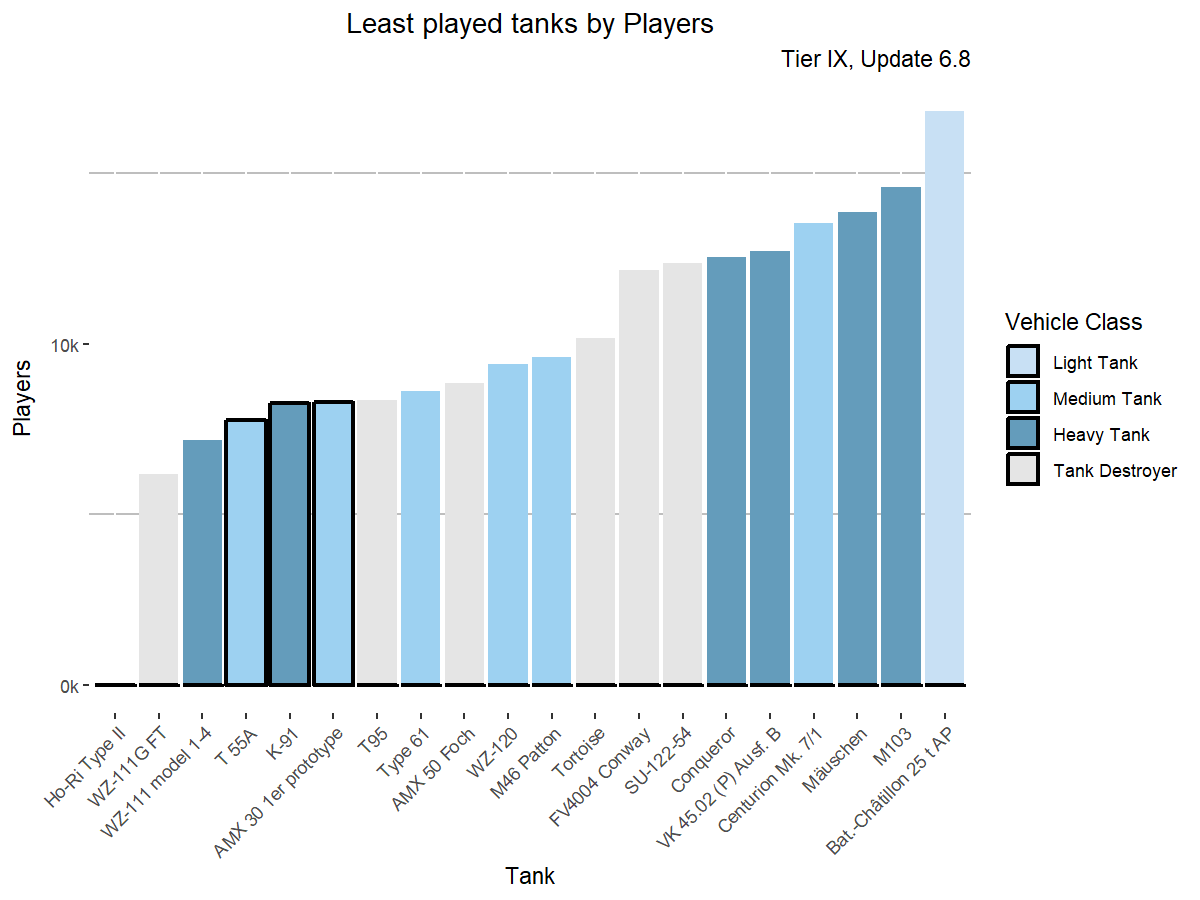 Least played tanks by Players
Tier IX, Update 6.8
Players
10k
0k
Ho-Ri Type II
WZ-111G FT
WZ-111 model 1-4
T 55A
K-91
AMX 30 1er prototype
T95
Type 61
AMX 50 Foch
WZ-120
M46 Patton
Tortoise
FV4004 Conway
SU-122-54
Conqueror
VK 45.02 (P) Ausf. B
Centurion Mk. 7/1
Mäuschen
M103
Bat.-Châtillon 25 t AP
Tank
Vehicle Class
Light Tank
Medium Tank
Heavy Tank
Tank Destroyer